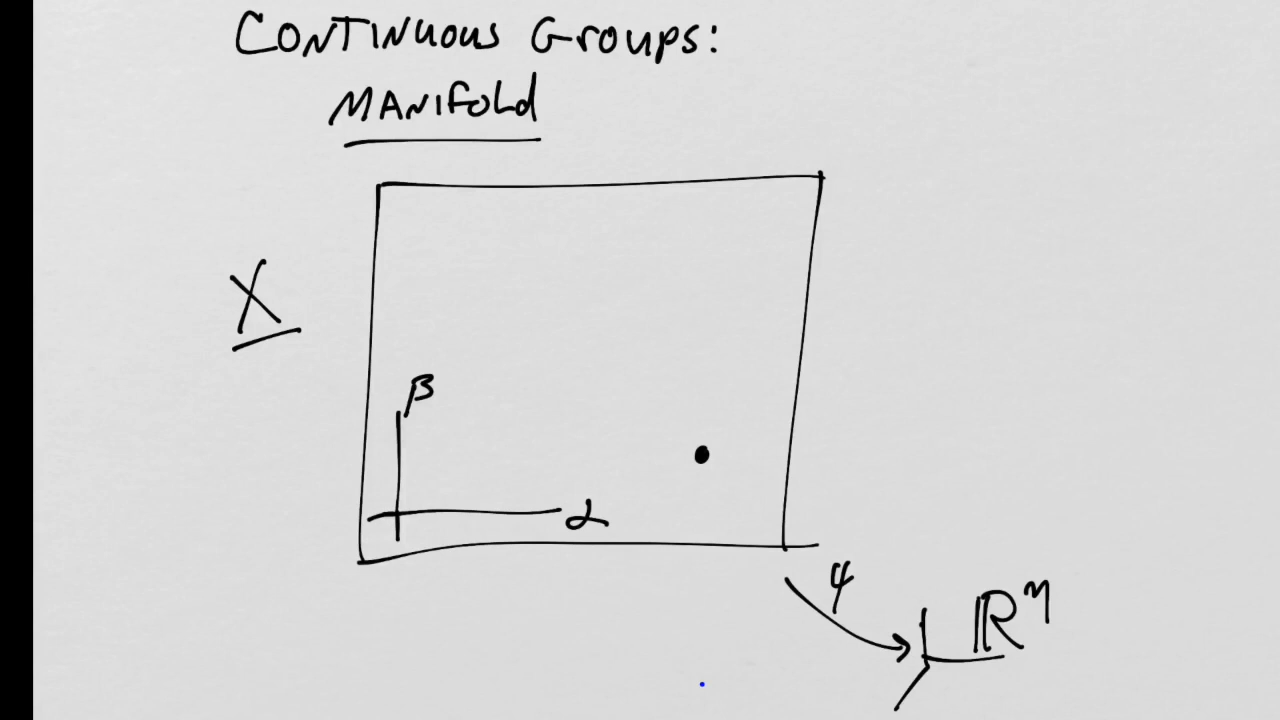 Continuous Groups:
Manifold
X
β
α
φ
ℝⁿ